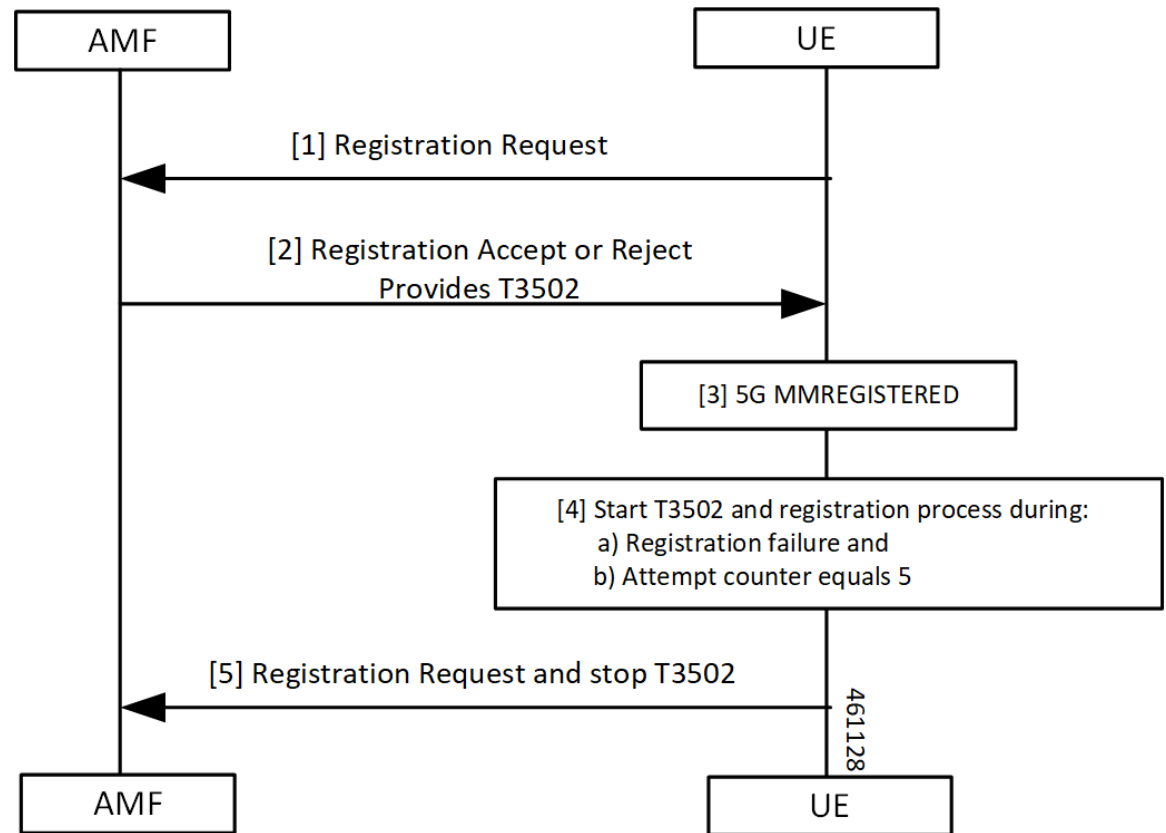 AMF
UE
[1] Registration Request
[2] Registration Accept or Reject
Provides T3502
[3] 5G MMREGISTERED
[4] Start T3502 and registration process during:
a) Registration failure and
b) Attempt counter equals 5
[5] Registration Request and stop T3502
461128
AMF
UE